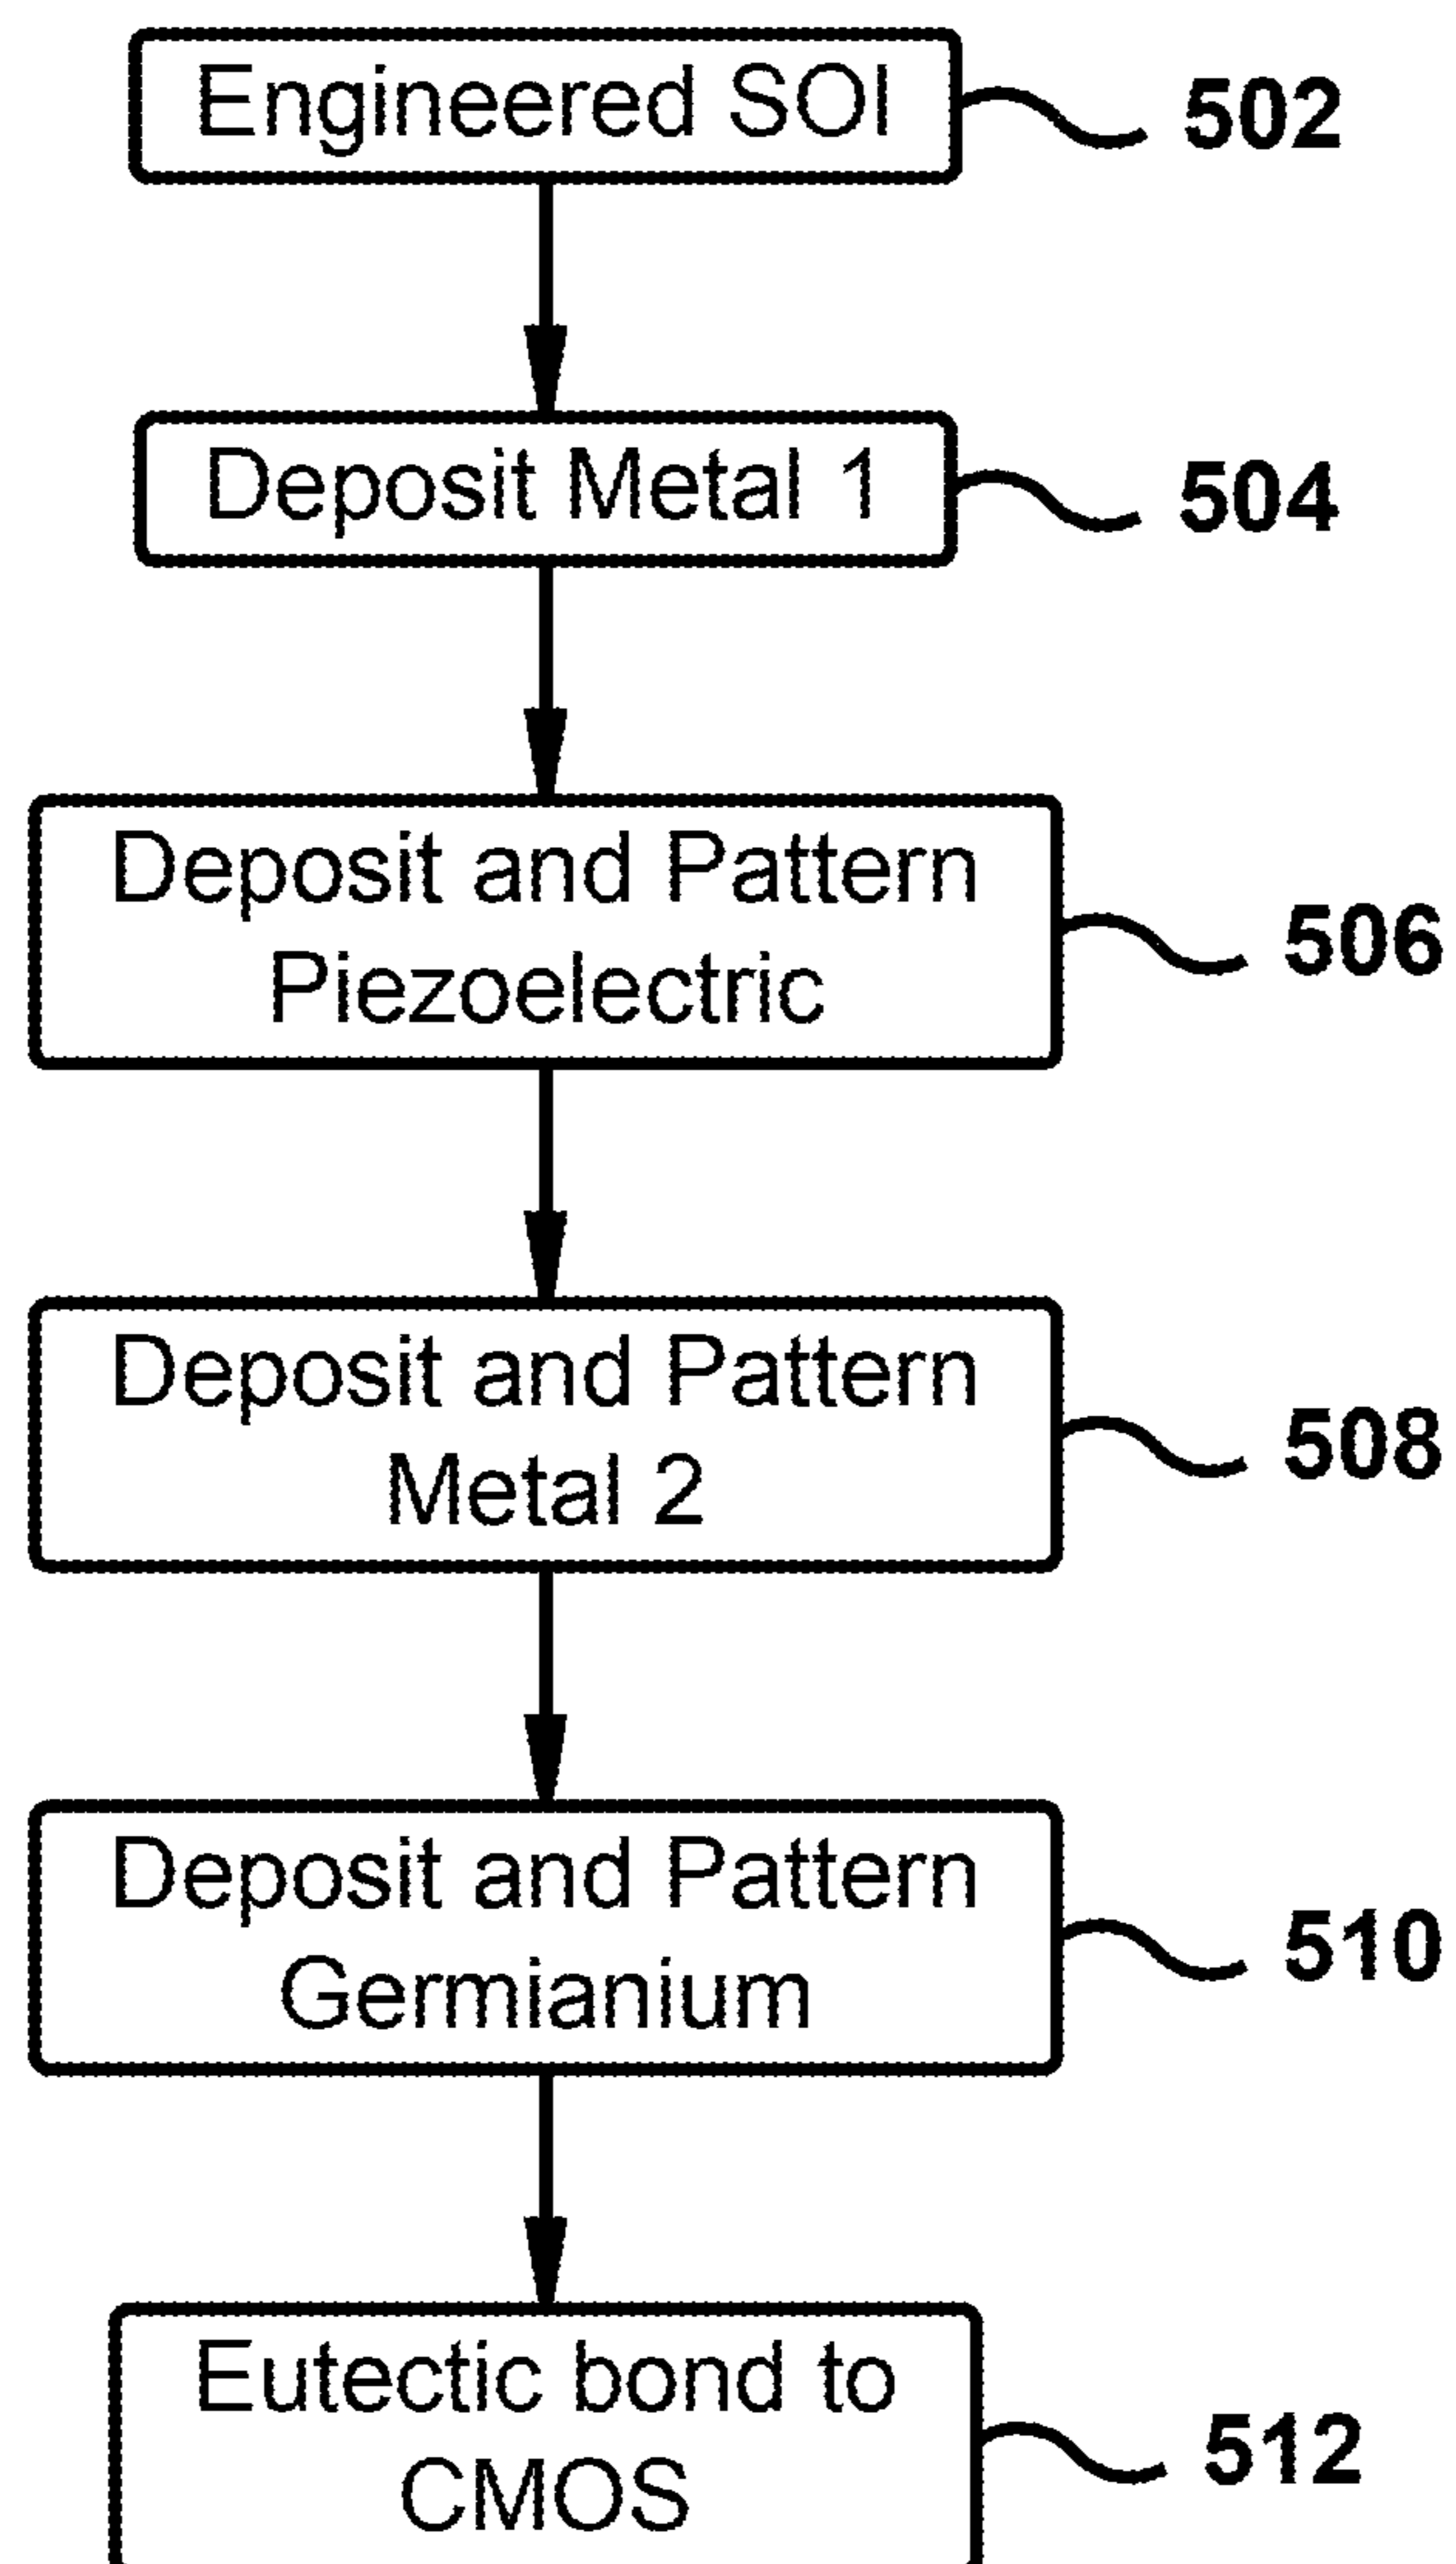 Engineered SOI
502
Deposit Metal 1
504
Deposit and Pattern
Piezoelectric
506
Deposit and Pattern
Metal 2
508
Deposit and Pattern
Germianium
510
Eutectic bond to
CMOS
512